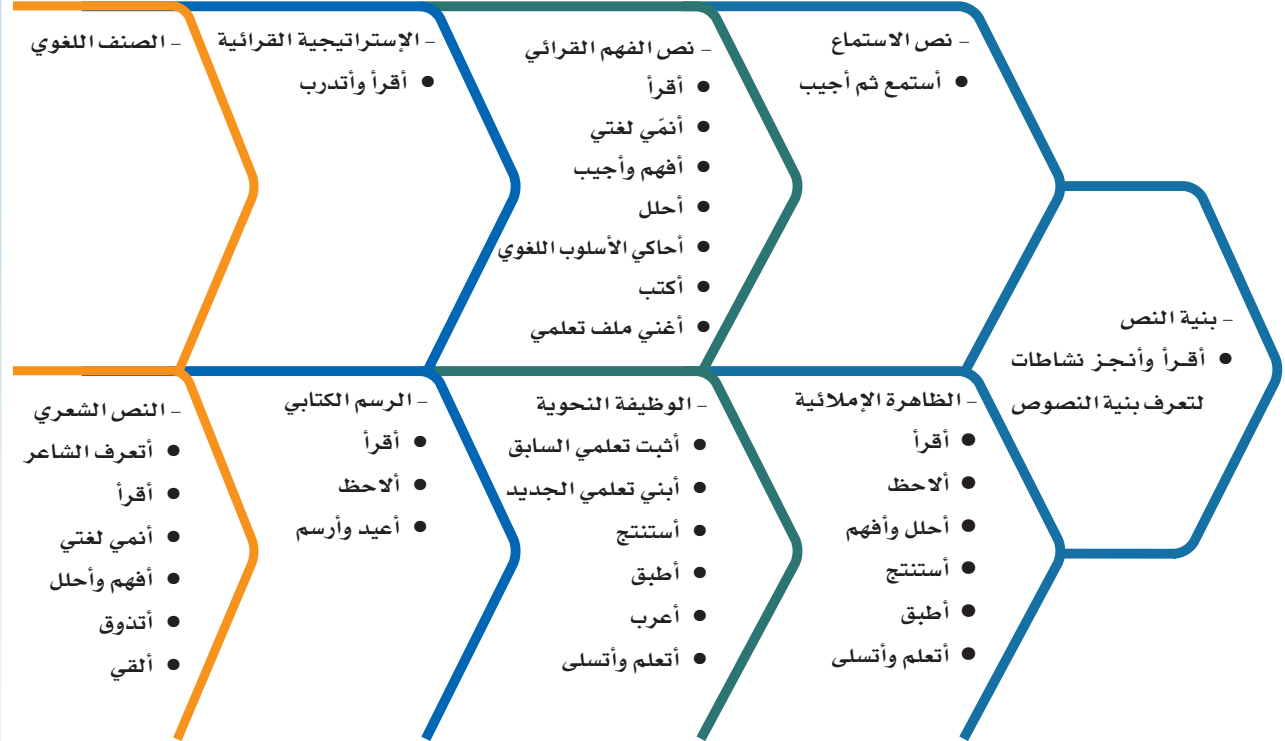 – بنية النص
● أقرأ وأنجز نشاطات
لتعرف بنية النصوص
– نص الاستماع
● أستمع ثم أجيب
– نص الفهم القرائي
● أقرأ
● أنمّي لغتي
● أفهم وأجيب
● أحلل
● أحاكي الأسلوب اللغوي
● أكتب
● أغني ملف تعلمي
– الإستراتيجية القرائية
● أقرأ وأتدرب
– الصنف اللغوي
– الظاهرة الإملائية
● أقرأ
● ألاحظ
● أحلل وأفهم
● أستنتج
● أطبق
● أتعلم وأتسلى
– الوظيفة النحوية
● أثبت تعلمي السابق
● أبني تعلمي الجديد
● أستنتج
● أطبق
● أعرب
● أتعلم وأتسلى
– الرسم الكتابي
● أقرأ
● ألاحظ
● أعيد وأرسم
– النص الشعري
● أتعرف الشاعر
● أقرأ
● أنمي لغتي
● أفهم وأحلل
● أتذوق
● ألقي